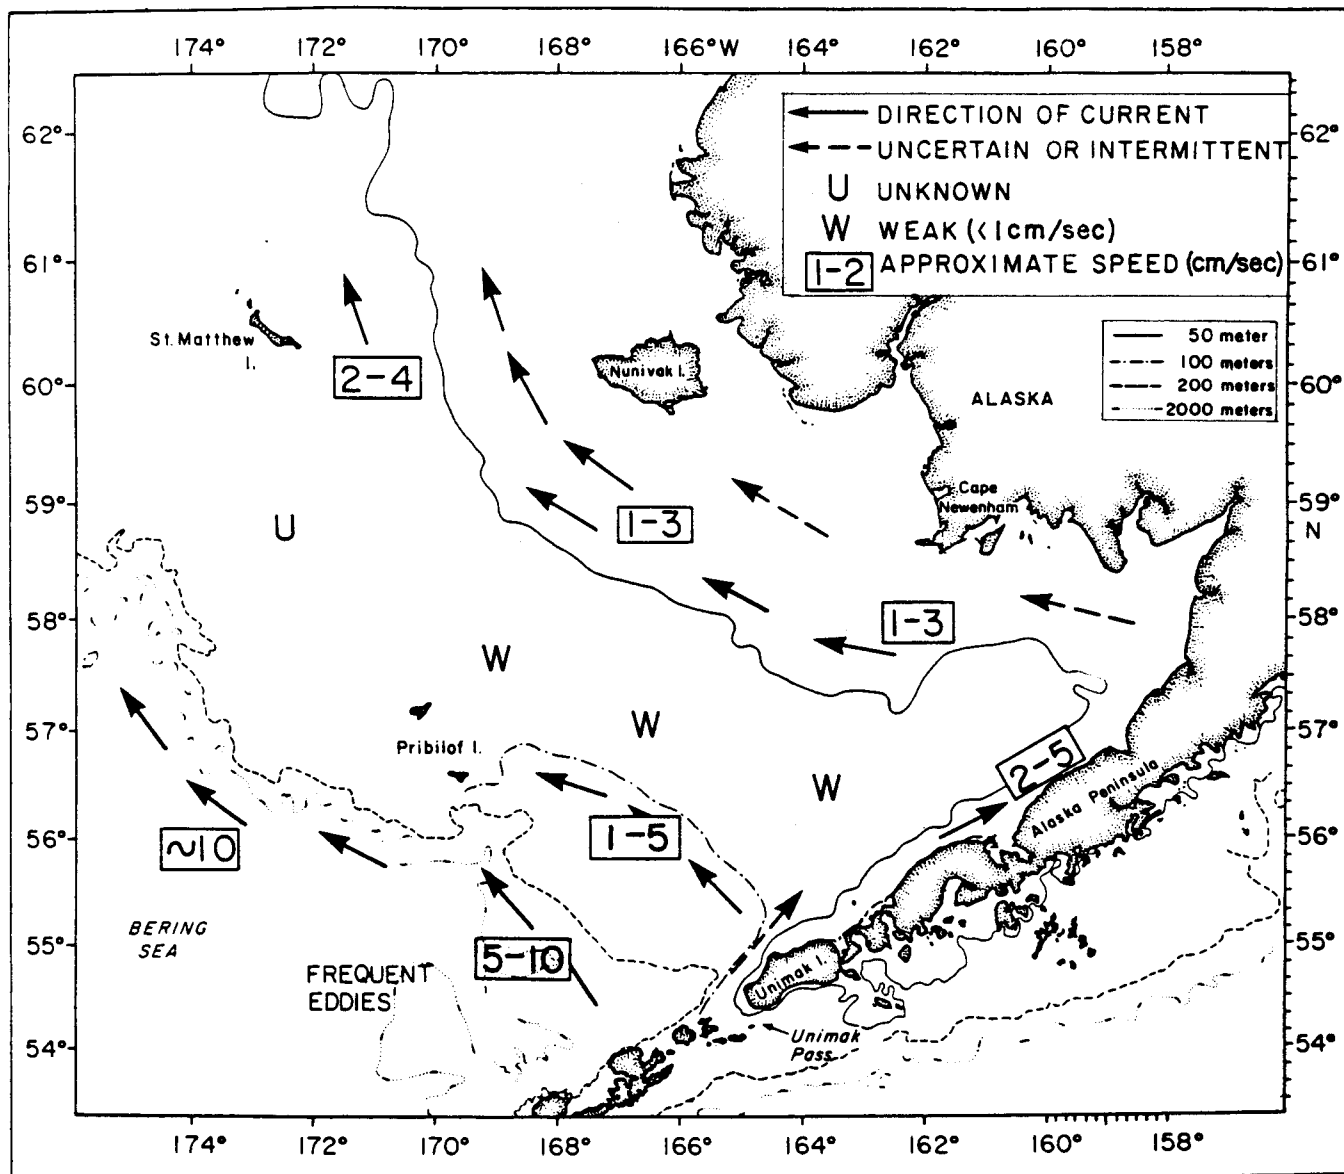 174° 172° 170° 168° 166°W 164° 162° 160° 158°
DIRECTION OF CURRENT
UNCERTAIN OR INTERMITTENT
U UNKNOWN
W WEAK (<1cm/sec)
1-2 APPROXIMATE SPEED (cm/sec)
50 meter
100 meters
200 meters
2000 meters
62°
62°
61°
61°
St. Matthew
I.
2-4
Nunivak I.
60°
60°
ALASKA
59°
59°
Cape
Newenham
N
U
1-3
58°
58°
1-3
W
57°
57°
Pribilof I.
W
W
2-5
Alaska Peninsula
56°
56°
~10
1-5
BERING
SEA
55°
55°
5-10
FREQUENT
EDDIES
Unimak I.
54°
54°
Unimak
Pass
174° 172° 170° 168° 166° 164° 162° 160° 158°